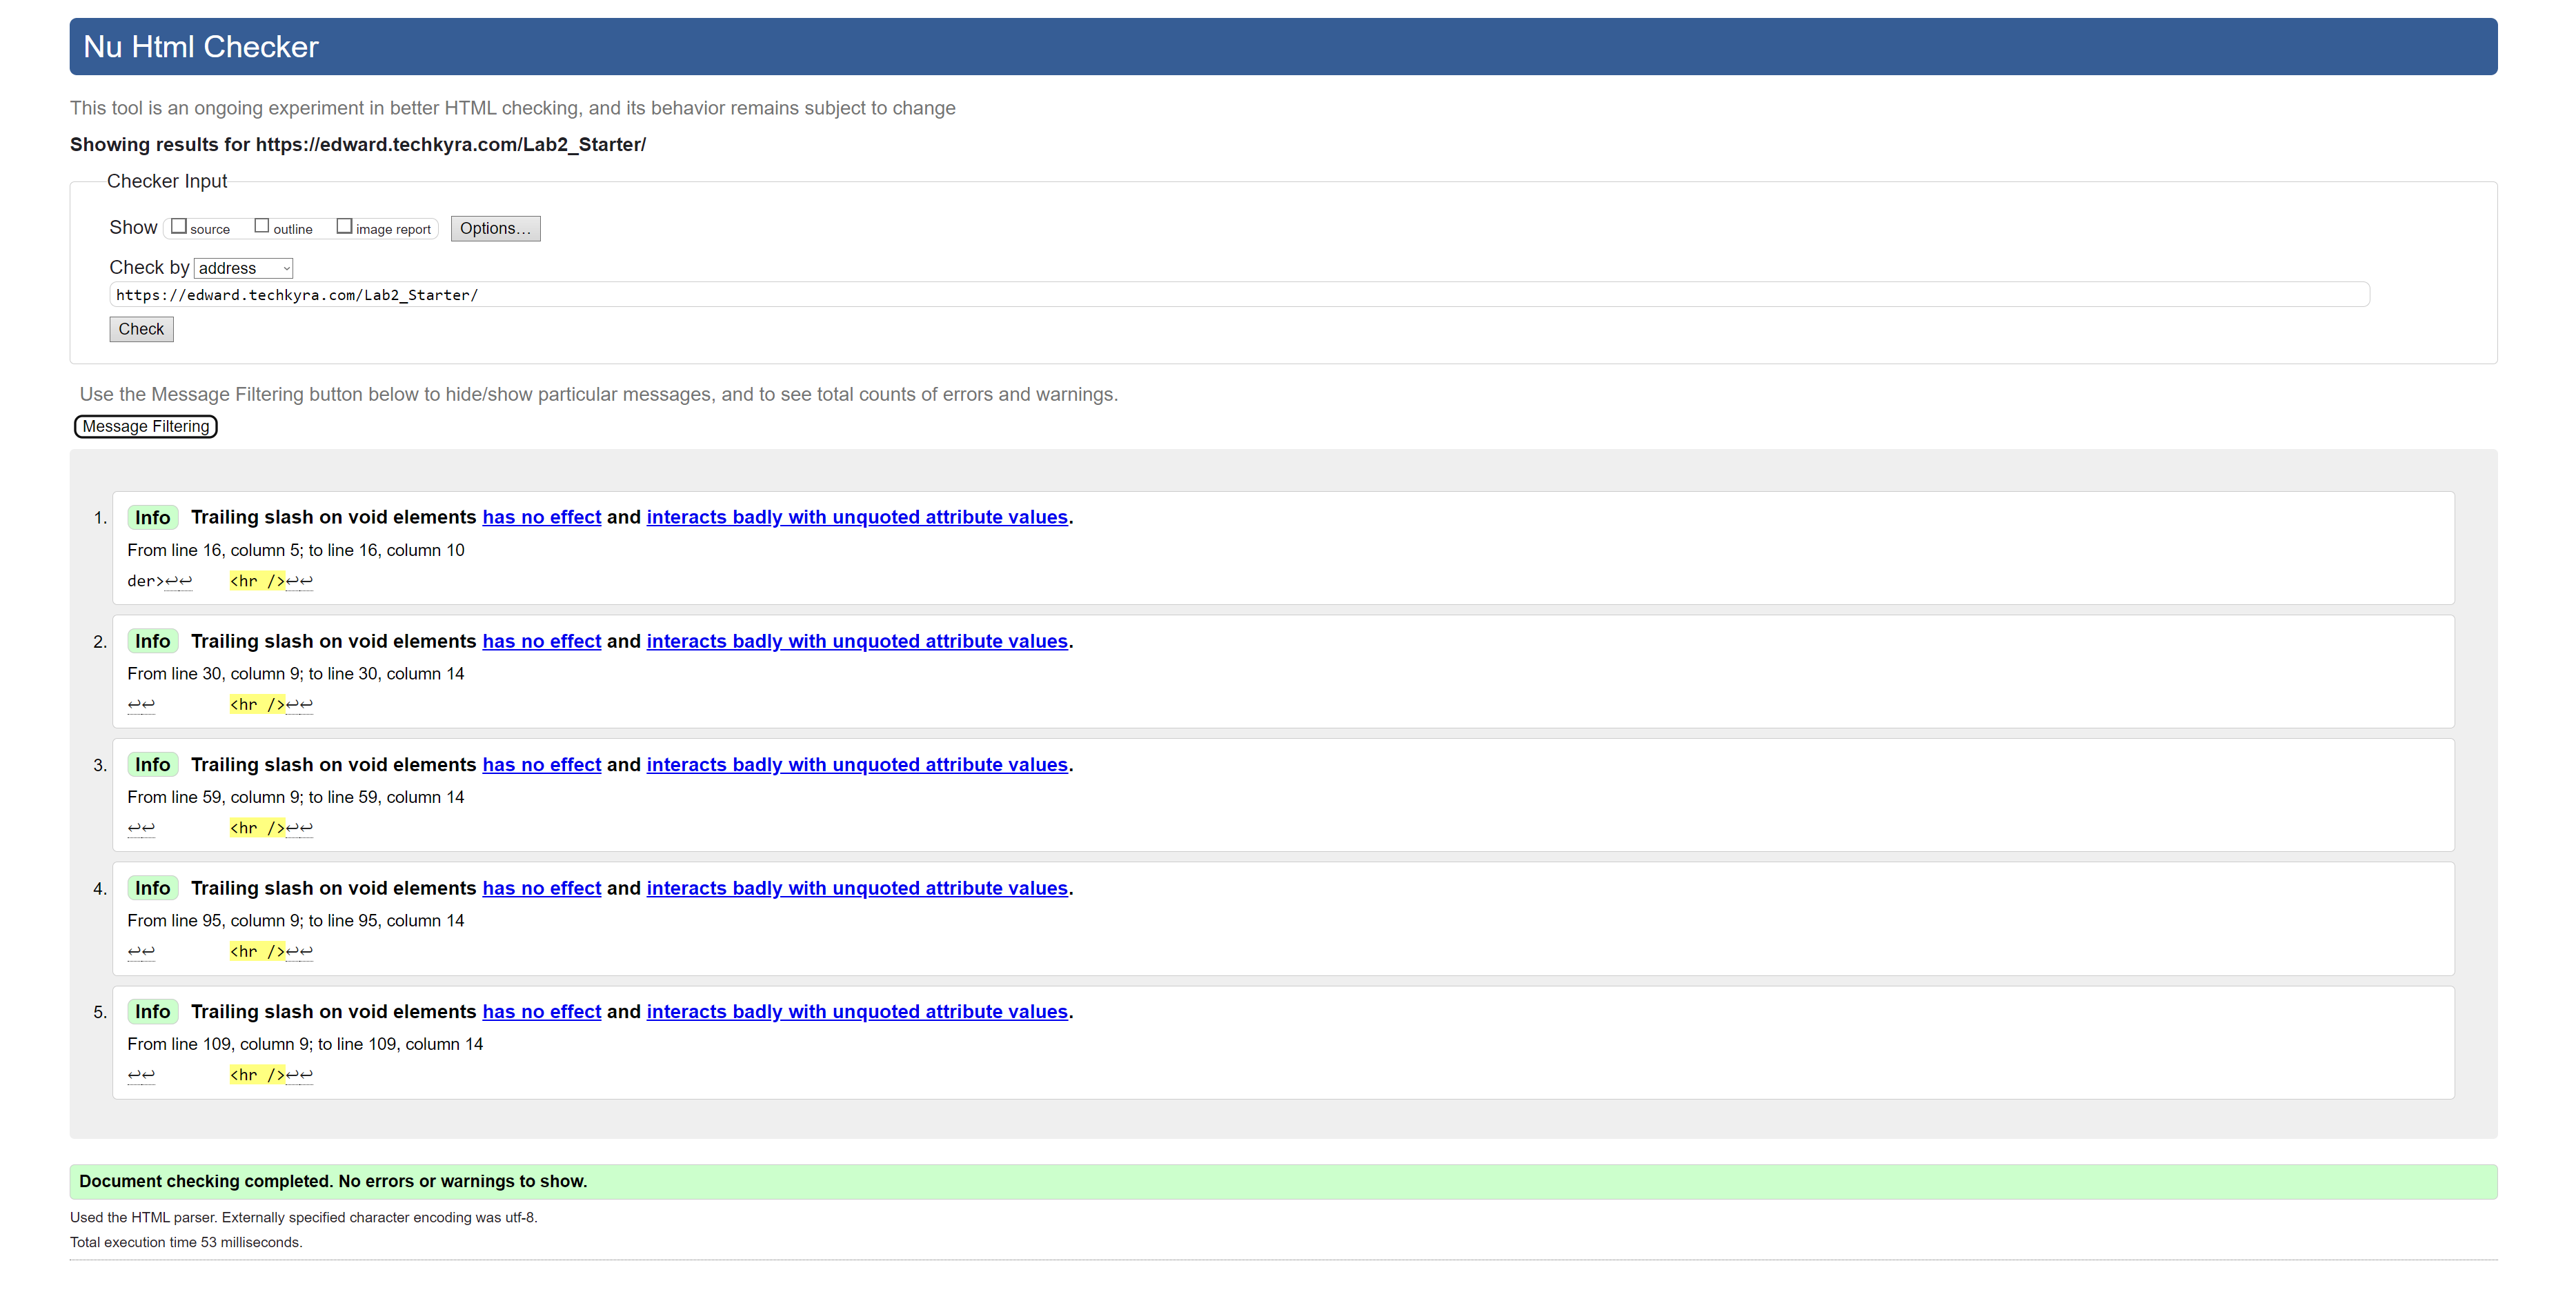 Nu Html Checker
This tool is an ongoing experiment in better HTML checking, and its behavior remains subject to change
Showing results for https://edward.techkyra.com/Lab2_Starter/
Checker Input
Show source outline image report Options...
Check by address
https://edward.techkyra.com/Lab2_Starter/
Check
Use the Message Filtering button below to hide/show particular messages, and to see total counts of errors and warnings.
Message Filtering
1. Info Trailing slash on void elements has no effect and interacts badly with unquoted attribute values.
From line 16, column 5; to line 16, column 10
der>↩↩ <hr />↩↩
2. Info Trailing slash on void elements has no effect and interacts badly with unquoted attribute values.
From line 30, column 9; to line 30, column 14
↩↩ <hr />↩↩
3. Info Trailing slash on void elements has no effect and interacts badly with unquoted attribute values.
From line 59, column 9; to line 59, column 14
↩↩ <hr />↩↩
4. Info Trailing slash on void elements has no effect and interacts badly with unquoted attribute values.
From line 95, column 9; to line 95, column 14
↩↩ <hr />↩↩
5. Info Trailing slash on void elements has no effect and interacts badly with unquoted attribute values.
From line 109, column 9; to line 109, column 14
↩↩ <hr />↩↩
Document checking completed. No errors or warnings to show.
Used the HTML parser. Externally specified character encoding was utf-8.
Total execution time 53 milliseconds.